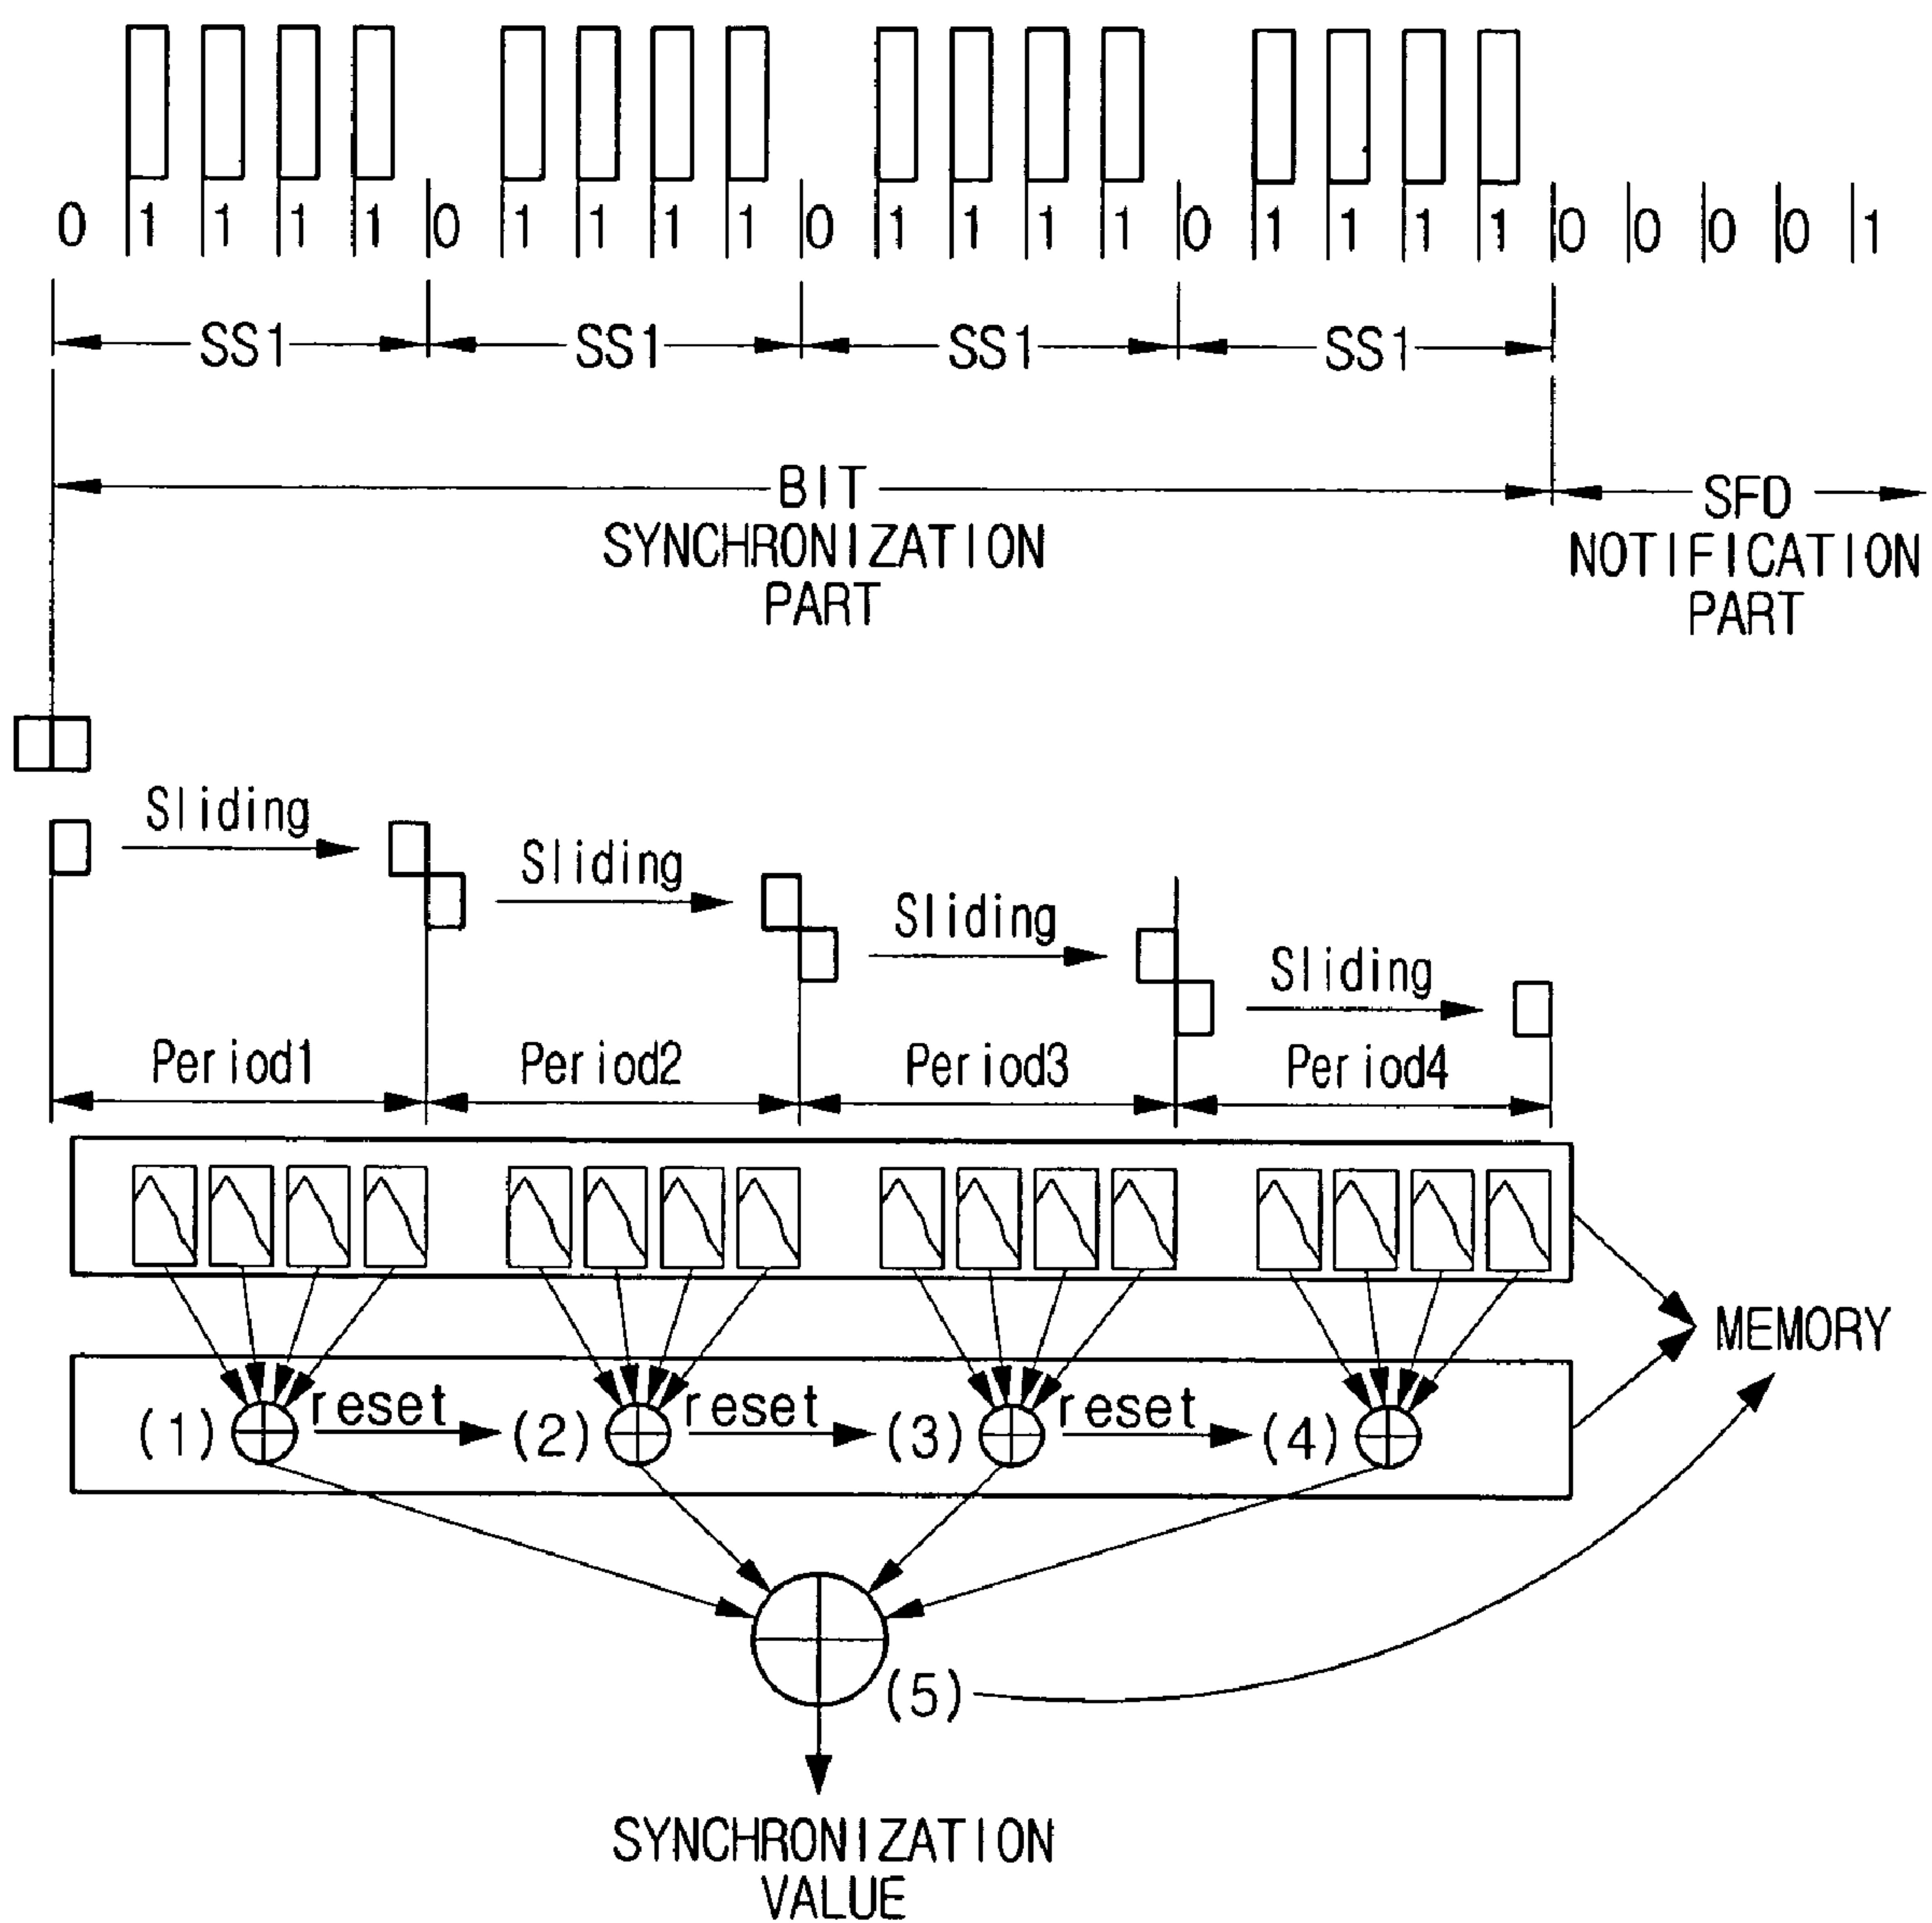 0 1 1 1 1 0 1 1 1 1 0 1 1 1 1 0 1 1 1 1 0 0 0 0 1
SS1 SS1 SS1 SS1
BIT
SYNCHRONIZATION
PART
SFD
NOTIFICATION
PART
Sliding
Sliding
Sliding
Sliding
Period1 Period2 Period3 Period4
MEMORY
(1) reset (2) reset (3) reset (4)
(5)
SYNCHRONIZATION
VALUE